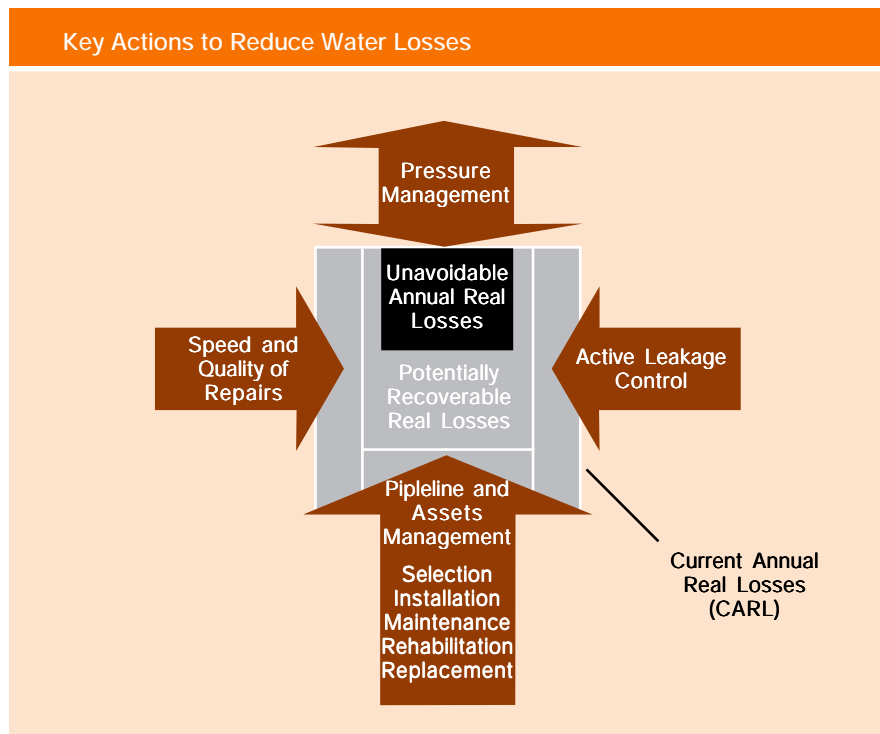 Key Actions to Reduce Water Losses
Pressure
Management
Unavoidable
Annual Real
Losses
Speed and
Quality of
Repairs
Potentially
Recoverable
Real Losses
Active Leakage
Control
Pipleline and
Assets
Management
Selection
Installation
Maintenance
Rehabilitation
Replacement
Current Annual
Real Losses
(CARL)